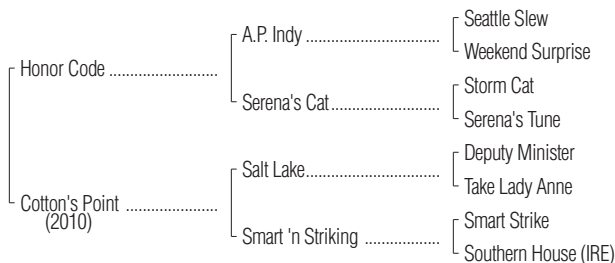 Seattle Slew
A.P. Indy ..............................
Weekend Surprise
Honor Code ........................
Storm Cat
Serena's Cat........................
Serena's Tune
Deputy Minister
Salt Lake..............................
Take Lady Anne
Cotton's Point ....................
(2010)
Smart Strike
Smart 'n Striking .................
Southern House (IRE)